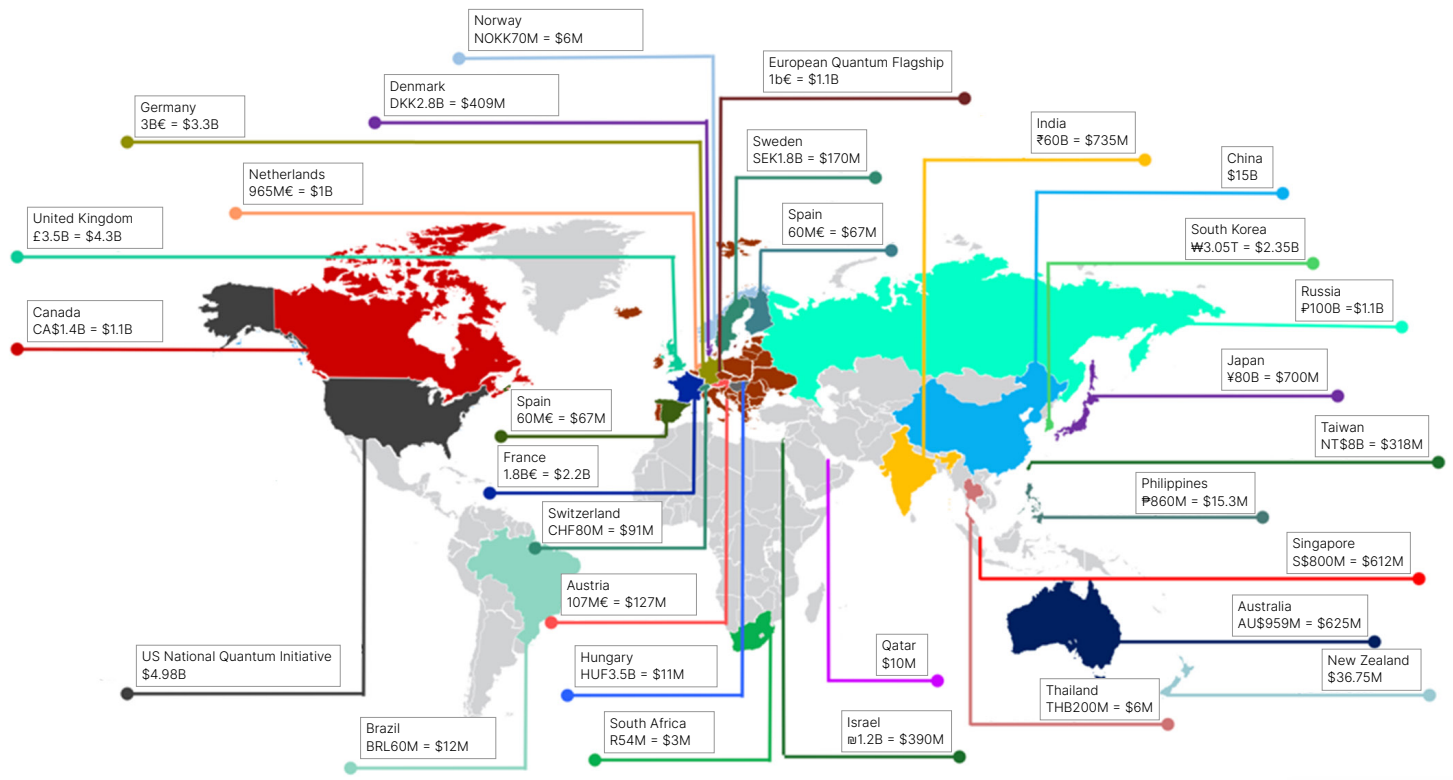 Norway
NOKK70M = $6M
European Quantum Flagship
1b€ = $1.1B
Denmark
DKK2.8B = $409M
Germany
3B€ = $3.3B
India
₹60B = $735M
Sweden
SEK1.8B = $170M
China
$15B
Netherlands
965M€ = $1B
United Kingdom
£3.5B = $4.3B
Spain
60M€ = $67M
South Korea
₩3.05T = $2.35B
Russia
₽100B =$1.1B
Canada
CA$1.4B = $1.1B
Japan
¥80B = $700M
Spain
60M€ = $67M
Taiwan
NT$8B = $318M
France
1.8B€ = $2.2B
Philippines
₱860M = $15.3M
Switzerland
CHF80M = $91M
Singapore
S$800M = $612M
Austria
107M€ = $127M
Australia
AU$959M = $625M
US National Quantum Initiative
$4.98B
Hungary
HUF3.5B = $11M
Qatar
$10M
New Zealand
$36.75M
Thailand
THB200M = $6M
Brazil
BRL60M = $12M
South Africa
R54M = $3M
Israel
₪1.2B = $390M